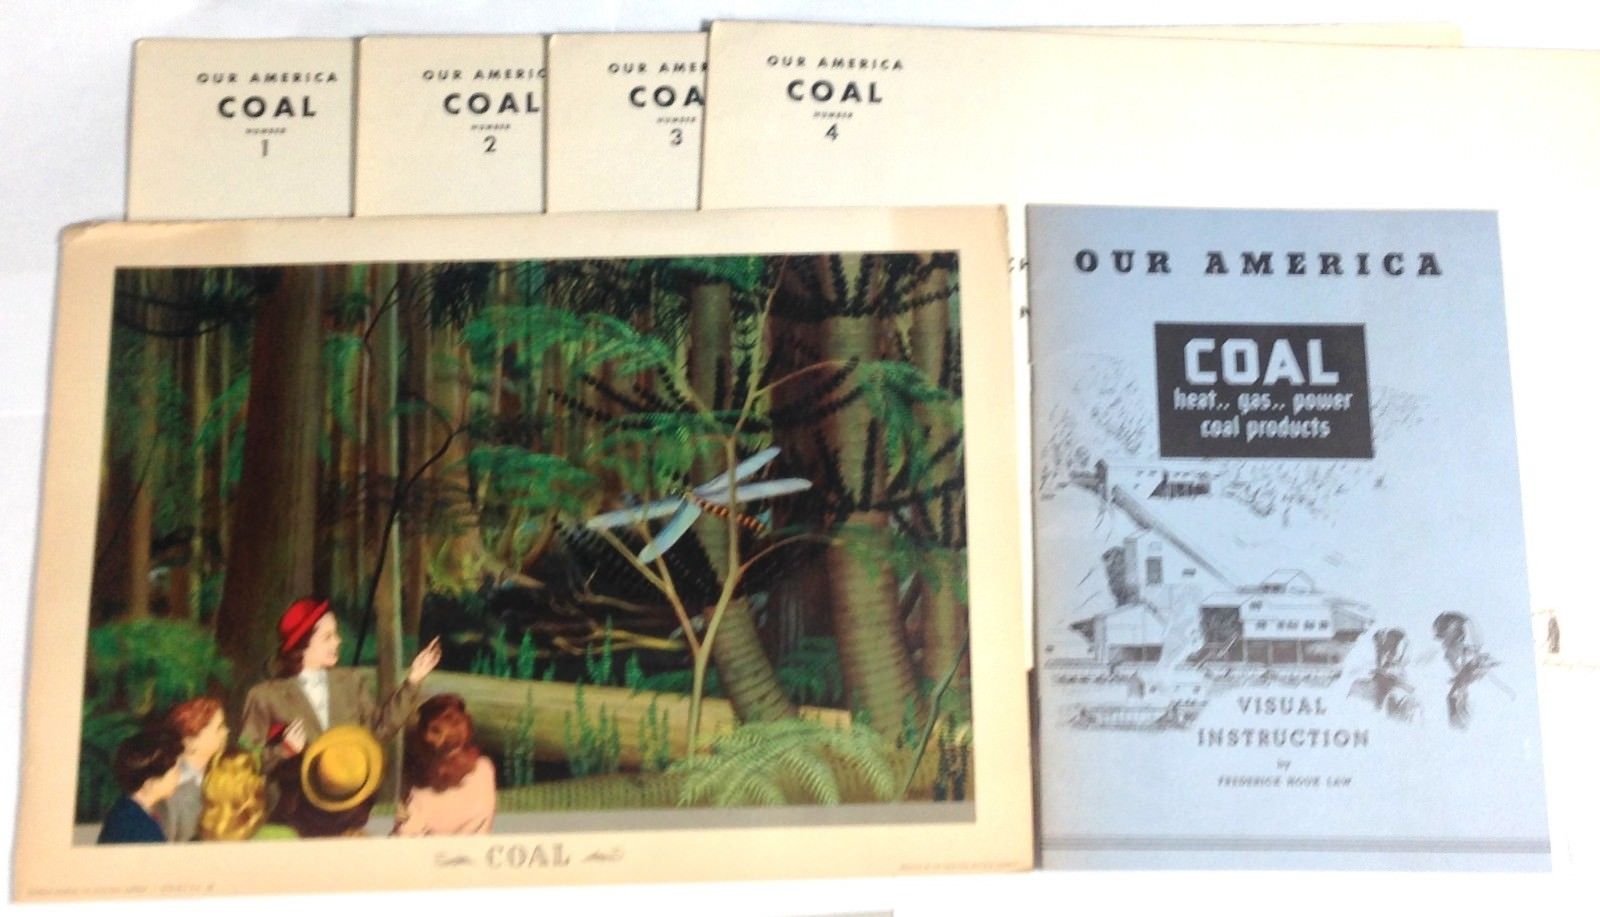 OUR AMERICA
COAL
NUMBER
1
OUR AMERIC
COAL
NUMBER
2
OUR AMER
COA
NUMBER
3
OUR AMERICA
COAL
NUMBER
4
COAL
OUR AMERICA
COAL
heat.. gas.. power
coal products
VISUAL
INSTRUCTION
by
FREDERICK HOUK LAW